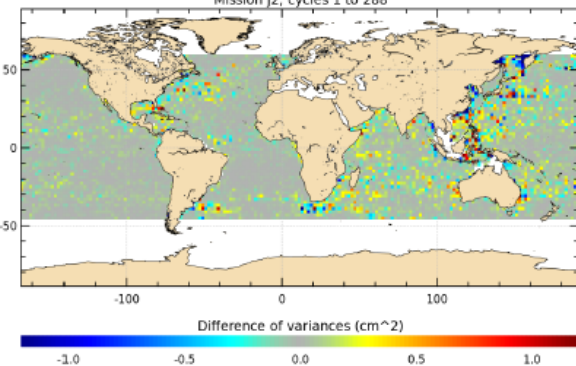 Mission j2, cycles 1 to 288
50
0
-50
-100 0 100
Difference of variances (cm^2)
-1.0 -0.5 0.0 0.5 1.0